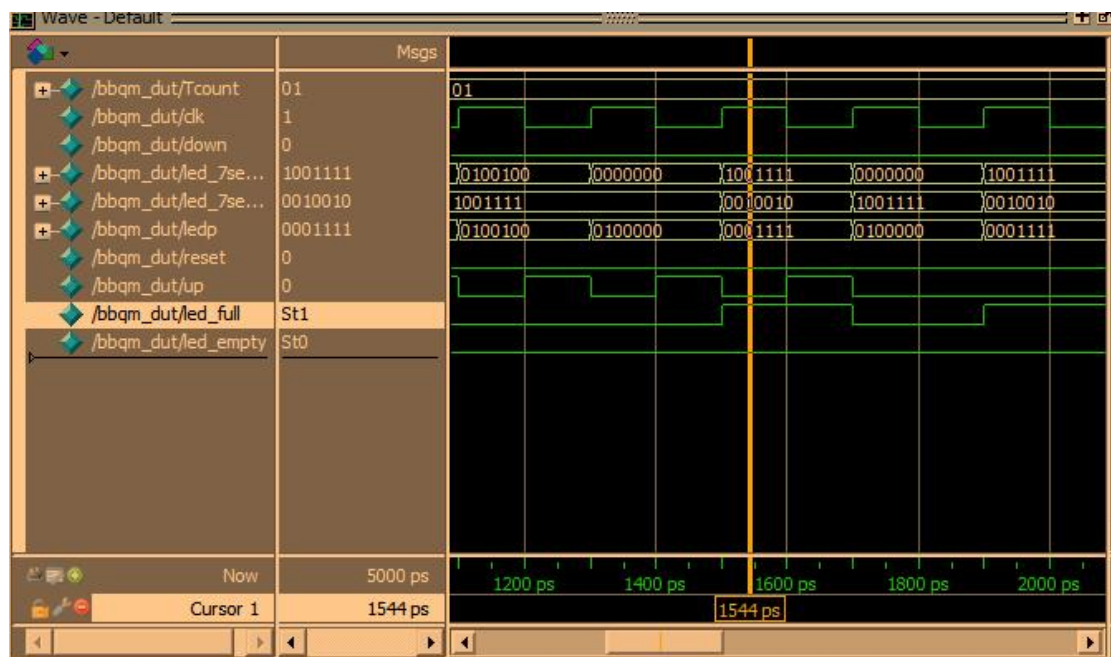 Wave - Default
Msgs
/bbqm_dut/Tcount 01 01
/bbqm_dut/clk 1
/bbqm_dut/down 0
/bbqm_dut/led_7se... 1001111 0100100 0000000 1001111 0000000 1001111
/bbqm_dut/led_7se... 0010010 1001111 0010010 1001111 0010010
/bbqm_dut/ledp 0001111 0100100 0100000 0001111 0100000 0001111
/bbqm_dut/reset 0
/bbqm_dut/up 0
/bbqm_dut/led_full St1
/bbqm_dut/led_empty St0
Now 5000 ps 1200 ps 1400 ps 1600 ps 1800 ps 2000 ps
Cursor 1 1544 ps 1544 ps